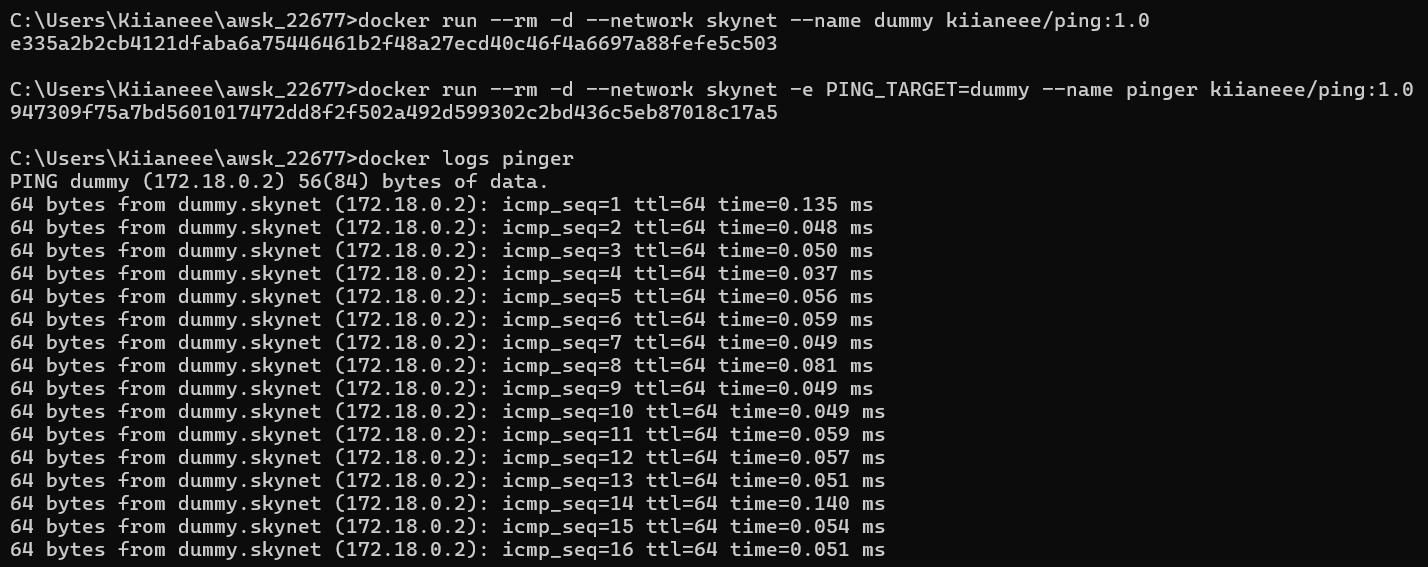 C:\Users\Kiianeee\awsk_22677>docker run --rm -d --network skynet --name dummy kiianeee/ping:1.0
e335a2b2cb4121dfaba6a75446461b2f48a27ecd40c46f4a6697a88fefe5c503
C:\Users\Kiianeee\awsk_22677>docker run --rm -d --network skynet -e PING_TARGET=dummy --name pinger kiianeee/ping:1.0
947309f75a7bd5601017472dd8f2f502a492d599302c2bd436c5eb87018c17a5
C:\Users\Kiianeee\awsk_22677>docker logs pinger
PING dummy (172.18.0.2) 56(84) bytes of data.
64 bytes from dummy.skynet (172.18.0.2): icmp_seq=1 ttl=64 time=0.135 ms
64 bytes from dummy.skynet (172.18.0.2): icmp_seq=2 ttl=64 time=0.048 ms
64 bytes from dummy.skynet (172.18.0.2): icmp_seq=3 ttl=64 time=0.050 ms
64 bytes from dummy.skynet (172.18.0.2): icmp_seq=4 ttl=64 time=0.037 ms
64 bytes from dummy.skynet (172.18.0.2): icmp_seq=5 ttl=64 time=0.056 ms
64 bytes from dummy.skynet (172.18.0.2): icmp_seq=6 ttl=64 time=0.059 ms
64 bytes from dummy.skynet (172.18.0.2): icmp_seq=7 ttl=64 time=0.049 ms
64 bytes from dummy.skynet (172.18.0.2): icmp_seq=8 ttl=64 time=0.081 ms
64 bytes from dummy.skynet (172.18.0.2): icmp_seq=9 ttl=64 time=0.049 ms
64 bytes from dummy.skynet (172.18.0.2): icmp_seq=10 ttl=64 time=0.049 ms
64 bytes from dummy.skynet (172.18.0.2): icmp_seq=11 ttl=64 time=0.059 ms
64 bytes from dummy.skynet (172.18.0.2): icmp_seq=12 ttl=64 time=0.057 ms
64 bytes from dummy.skynet (172.18.0.2): icmp_seq=13 ttl=64 time=0.051 ms
64 bytes from dummy.skynet (172.18.0.2): icmp_seq=14 ttl=64 time=0.140 ms
64 bytes from dummy.skynet (172.18.0.2): icmp_seq=15 ttl=64 time=0.054 ms
64 bytes from dummy.skynet (172.18.0.2): icmp_seq=16 ttl=64 time=0.051 ms